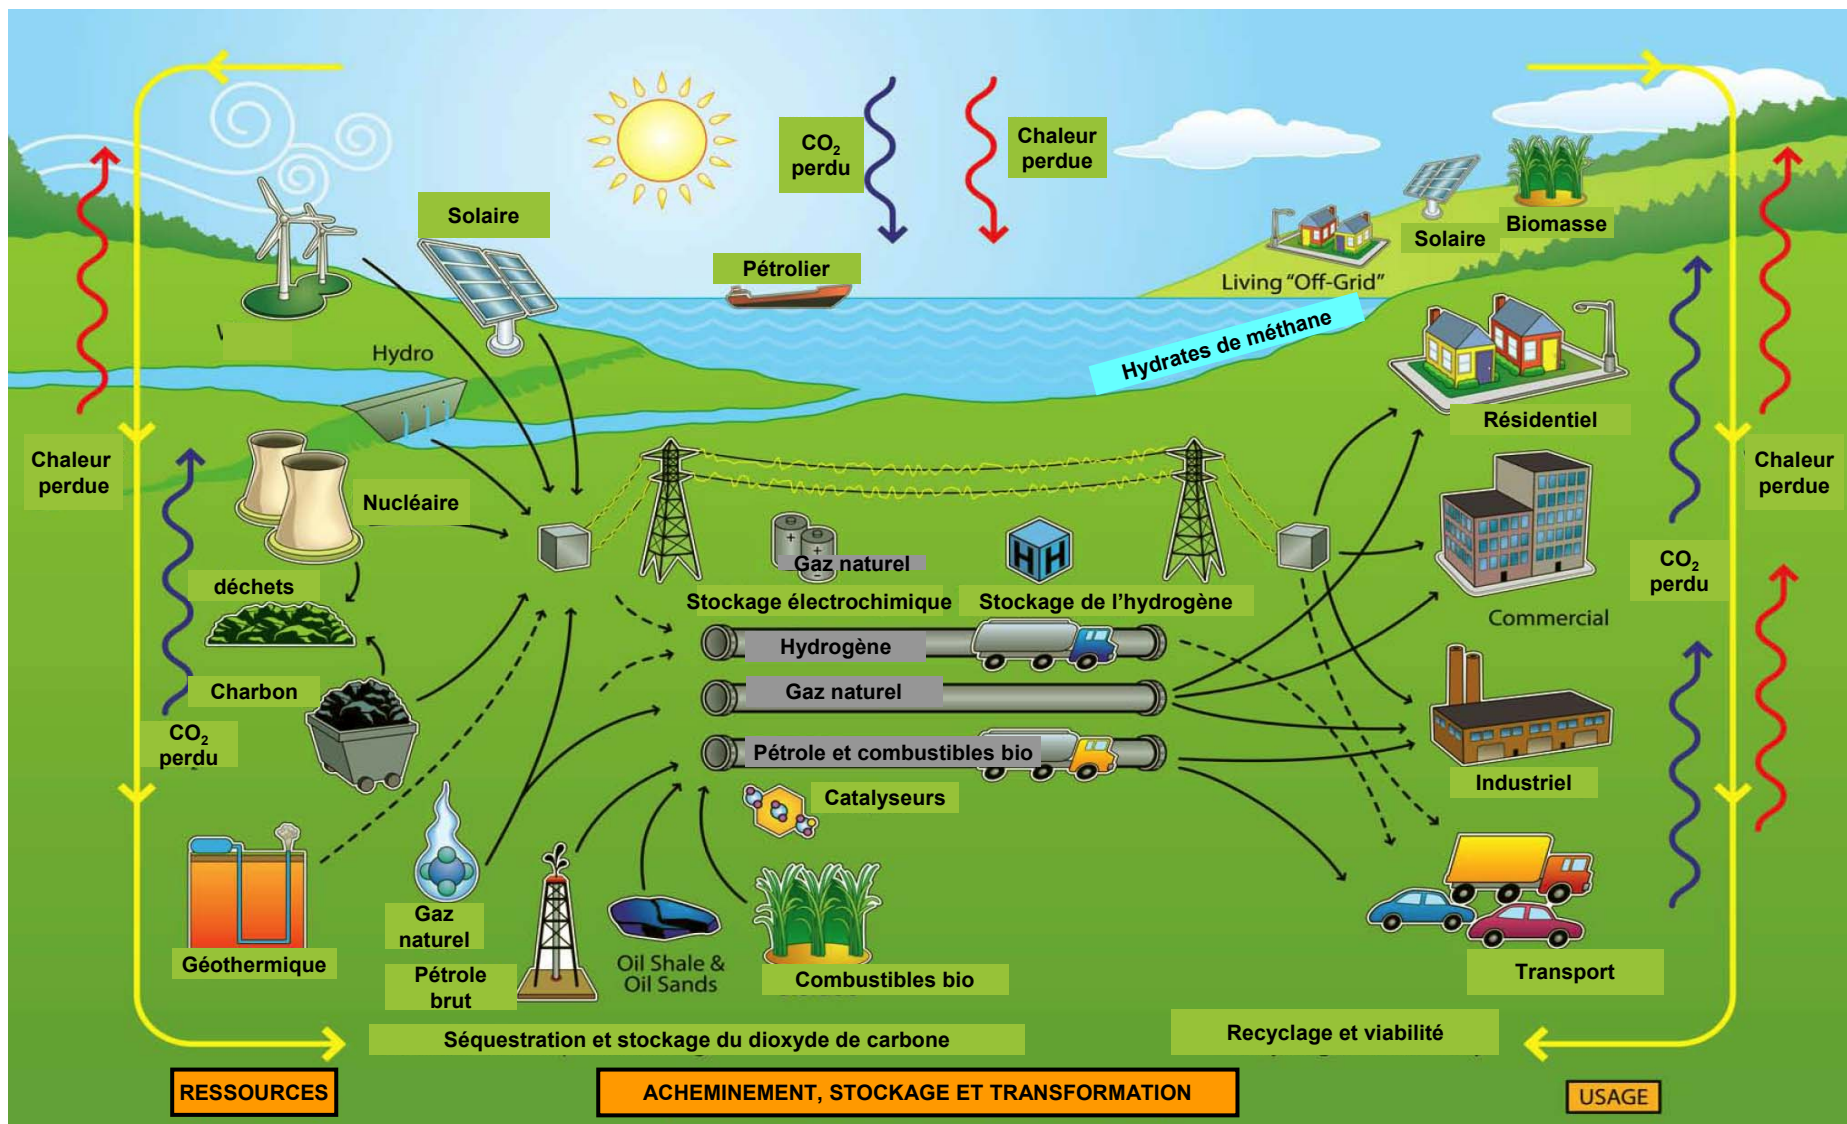 CO₂
perdu
Chaleur
perdue
Solaire
Pétrolier
Solaire
Biomasse
Living "Off-Grid"
Hydrates de méthane
Hydro
Résidentiel
Chaleur
perdue
Nucléaire
Chaleur
perdue
déchets
Gaz naturel
H H
Stockage électrochimique
Stockage de l'hydrogène
CO₂
perdu
Commercial
Hydrogène
Charbon
Gaz naturel
CO₂
perdu
Pétrole et combustibles bio
Catalyseurs
Industriel
Gaz
naturel
Géothermique
Pétrole
brut
Oil Shale &
Oil Sands
Combustibles bio
Transport
Séquestration et stockage du dioxyde de carbone
Recyclage et viabilité
RESSOURCES
ACHEMINEMENT, STOCKAGE ET TRANSFORMATION
USAGE